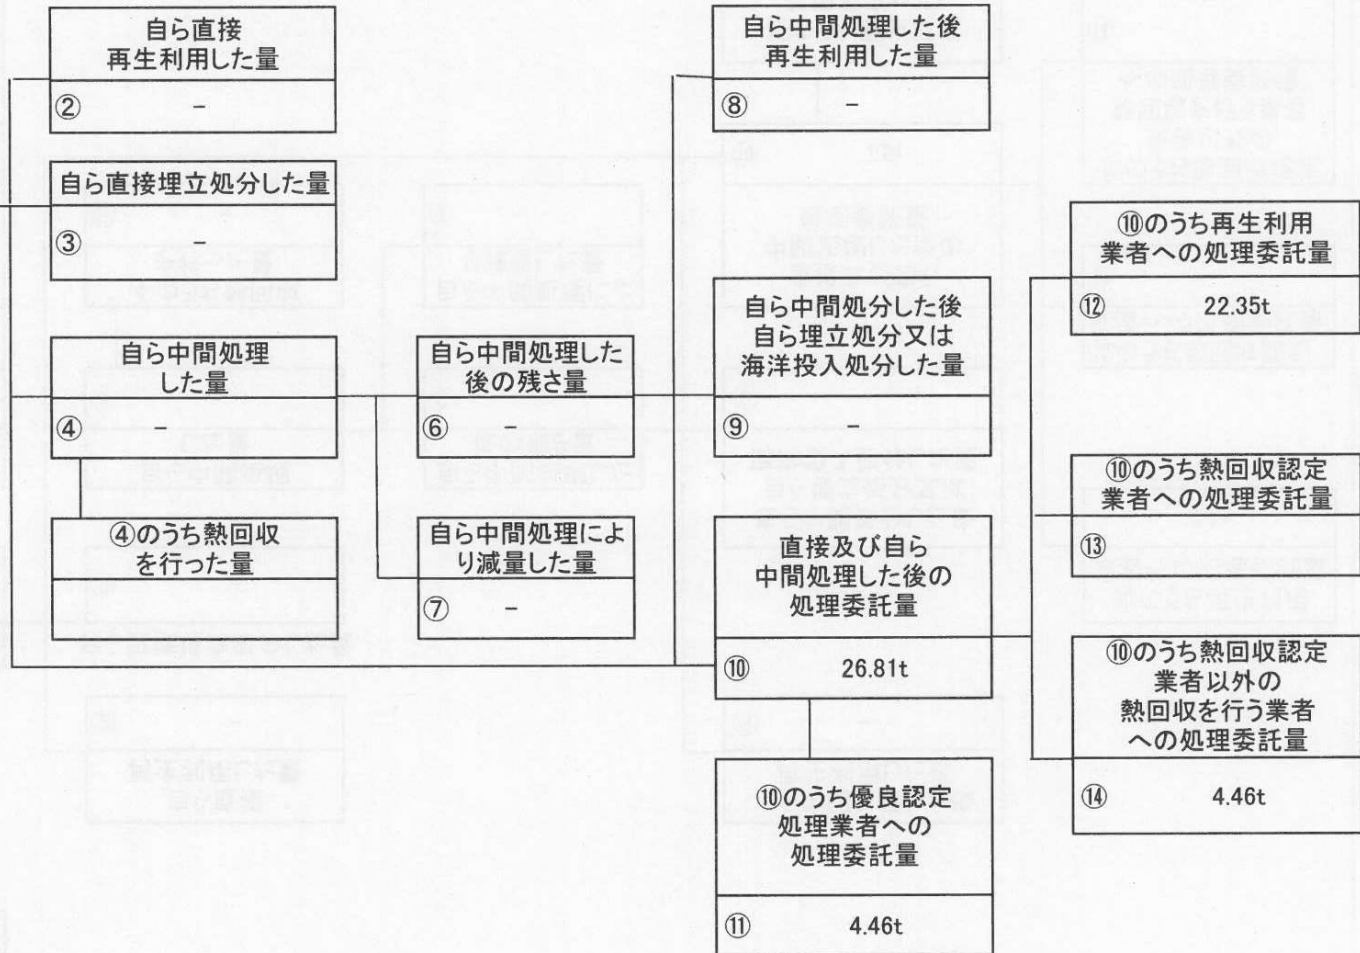 自ら直接
再生利用した量
② −
自ら直接埋立処分した量
③ −
自ら中間処理
した量
④ −
④のうち熱回収
を行った量
自ら中間処理した
後の残さ量
⑥ −
自ら中間処理によ
り減量した量
⑦ −
自ら中間処理した後
再生利用した量
⑧ −
自ら中間処分した後
自ら埋立処分又は
海洋投入処分した量
⑨ −
直接及び自ら
中間処理した後の
処理委託量
⑩ 26.81t
⑩のうち優良認定
処理業者への
処理委託量
⑪ 4.46t
⑩のうち再生利用
業者への処理委託量
⑫ 22.35t
⑩のうち熱回収認定
業者への処理委託量
⑬
⑩のうち熱回収認定
業者以外の
熱回収を行う業者
への処理委託量
⑭ 4.46t